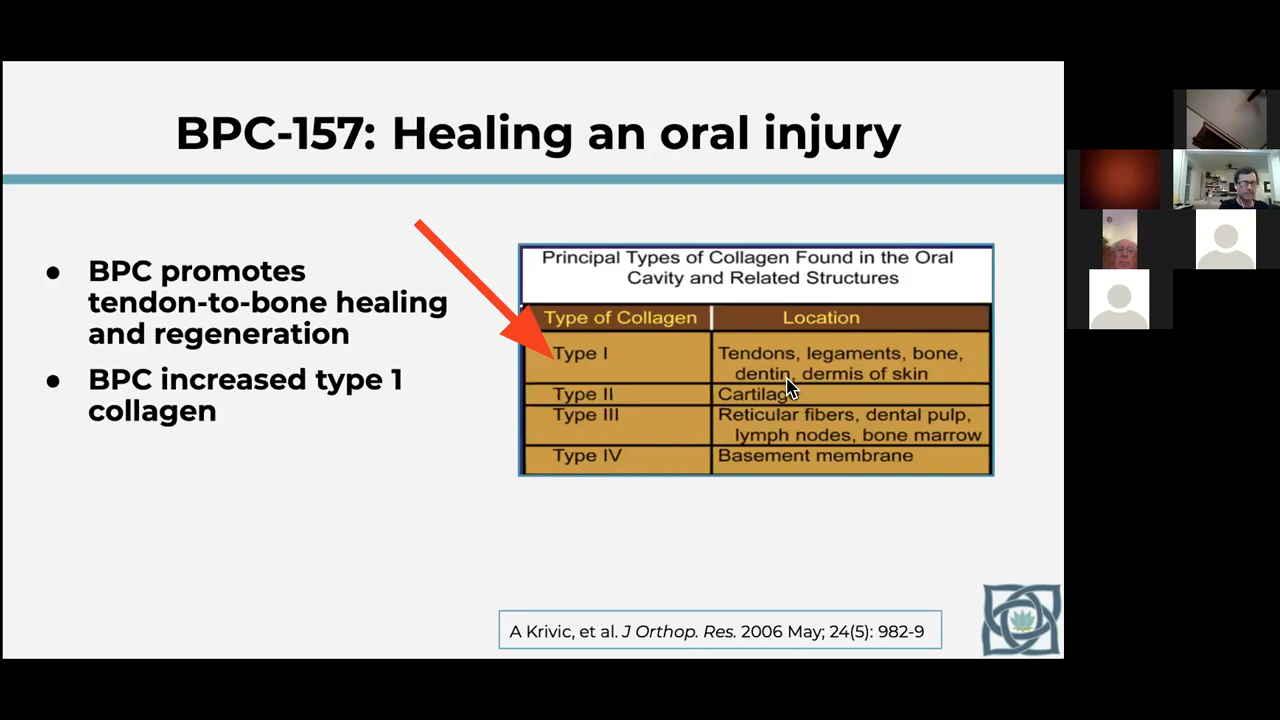 BPC-157: Healing an oral injury
● BPC promotes
tendon-to-bone healing
and regeneration
● BPC increased type 1
collagen
Principal Types of Collagen Found in the Oral
Cavity and Related Structures
Type of Collagen Location
Type I Tendons, legaments, bone,
dentin, dermis of skin
Type II Cartilage
Type III Reticular fibers, dental pulp,
lymph nodes, bone marrow
Type IV Basement membrane
A Krivic, et al. J Orthop. Res. 2006 May; 24(5): 982-9